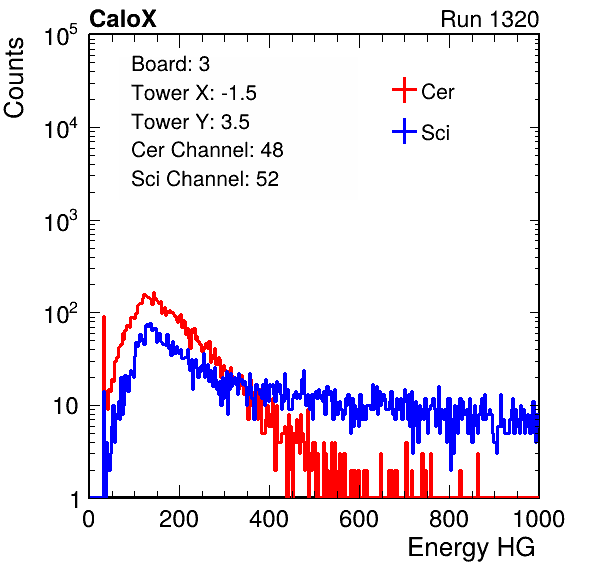 CaloX Run 1320
Counts
10^5
10^4
10^3
10^2
10
1
Board: 3
Tower X: -1.5
Tower Y: 3.5
Cer Channel: 48
Sci Channel: 52
Cer
Sci
0 200 400 600 800 1000
Energy HG